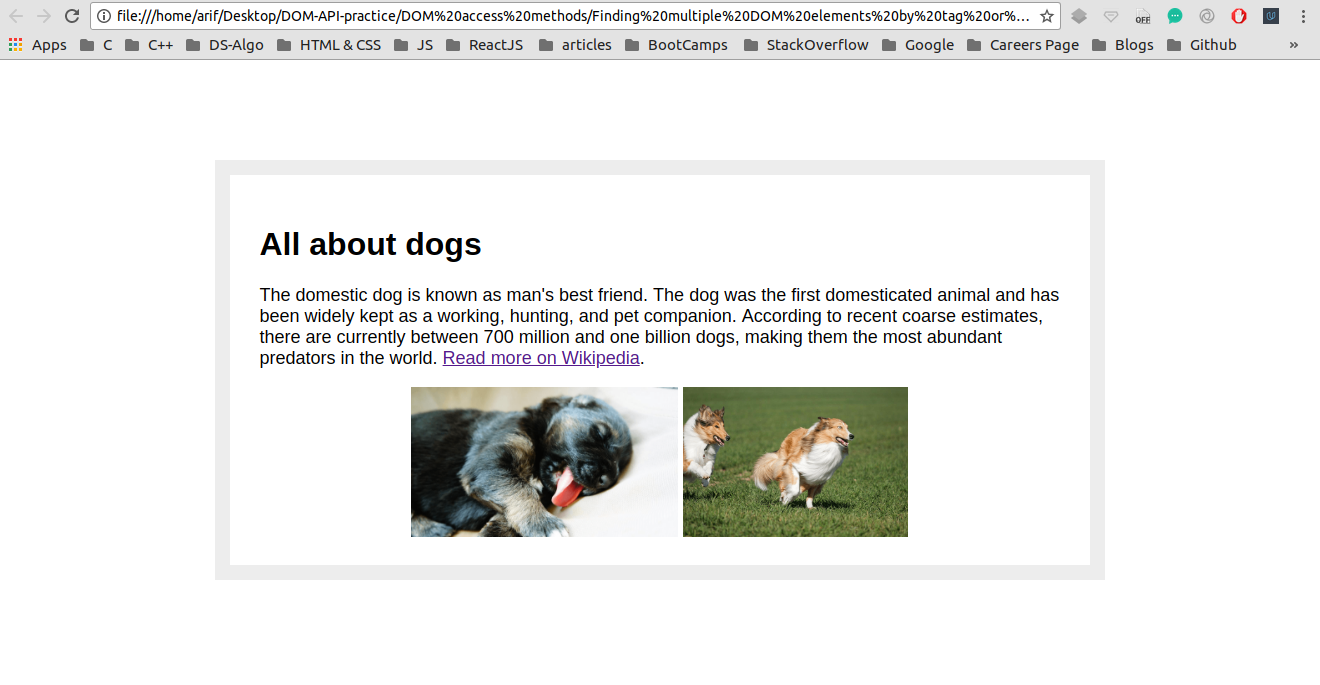 file:///home/arif/Desktop/DOM-API-practice/DOM%20access%20methods/Finding%20multiple%20DOM%20elements%20by%20tag%20or%...
OFF
Apps C C++ DS-Algo HTML & CSS JS ReactJS articles BootCamps StackOverflow Google Careers Page Blogs Github »
All about dogs
The domestic dog is known as man's best friend. The dog was the first domesticated animal and has
been widely kept as a working, hunting, and pet companion. According to recent coarse estimates,
there are currently between 700 million and one billion dogs, making them the most abundant
predators in the world. Read more on Wikipedia.